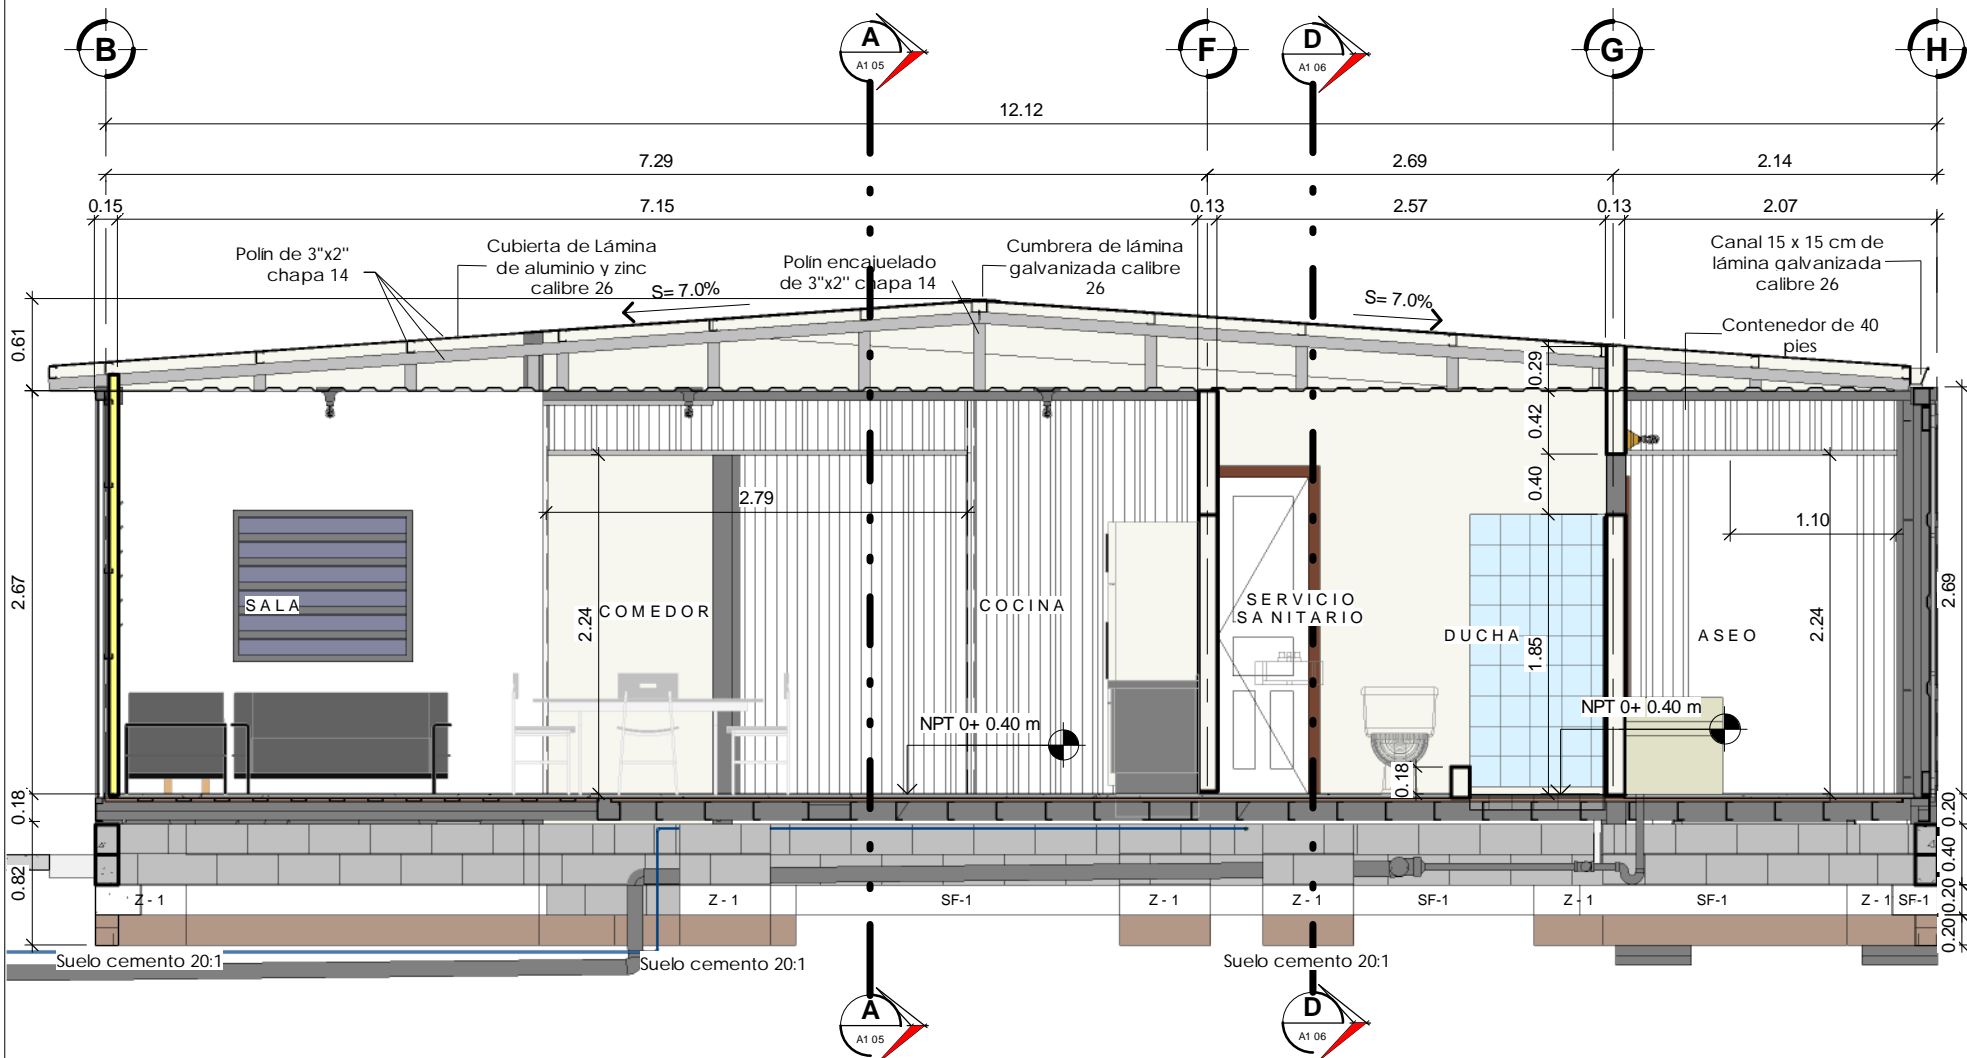 B
A
A1 05
F
D
A1 06
G
H
12.12
7.29
2.69
2.14
0.15
7.15
0.13
2.57
0.13
2.07
Polín de 3"x2"
chapa 14
Cubierta de Lámina
de aluminio y zinc
calibre 26
Polín encajuelado
de 3"x2" chapa 14
Cumbrera de lámina
galvanizada calibre
26
Canal 15 x 15 cm de
lámina galvanizada
calibre 26
S= 7.0%
S= 7.0%
Contenedor de 40
pies
0.61
0.29
0.42
0.40
2.79
1.10
2.67
2.24
1.85
2.24
2.69
SALA
COMEDOR
COCINA
SERVICIO
SANITARIO
DUCHA
ASEO
NPT 0+ 0.40 m
NPT 0+ 0.40 m
0.18
0.18
0.20
0.82
0.40
0.20
0.20
Z - 1
Z - 1
SF-1
Z - 1
Z - 1
SF-1
Z - 1
SF-1
Z - 1
SF-1
Suelo cemento 20:1
Suelo cemento 20:1
Suelo cemento 20:1
A
A1 05
D
A1 06